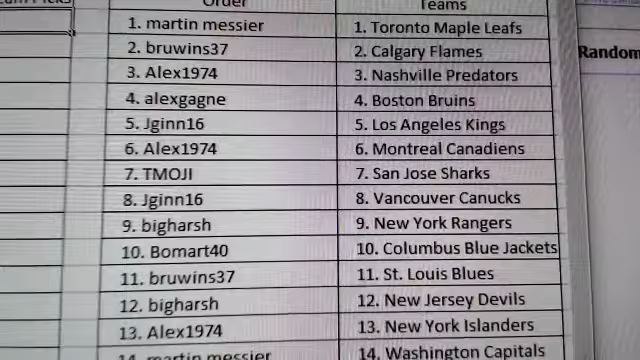 Order Teams
1. martin messier 1. Toronto Maple Leafs
2. bruwins37 2. Calgary Flames
Random
3. Alex1974 3. Nashville Predators
4. alexgagne 4. Boston Bruins
5. Jginn16 5. Los Angeles Kings
6. Alex1974 6. Montreal Canadiens
7. TMOJI 7. San Jose Sharks
8. Jginn16 8. Vancouver Canucks
9. bigharsh 9. New York Rangers
10. Bomart40 10. Columbus Blue Jackets
11. bruwins37 11. St. Louis Blues
12. bigharsh 12. New Jersey Devils
13. Alex1974 13. New York Islanders
14. martin messier 14. Washington Capitals